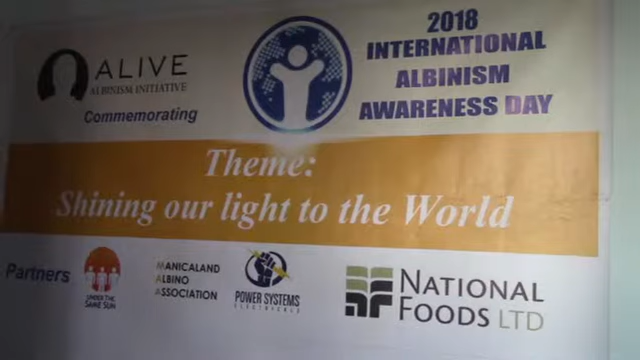 ALIVE
ALBINISM INITIATIVE
Commemorating
2018
INTERNATIONAL
ALBINISM
AWARENESS DAY
Theme:
Shining our light to the World
Partners
UNDER THE
SAME SUN
MANICALAND
ALBINO
ASSOCIATION
POWER SYSTEMS
ELECTRICALS
NATIONAL
FOODS LTD